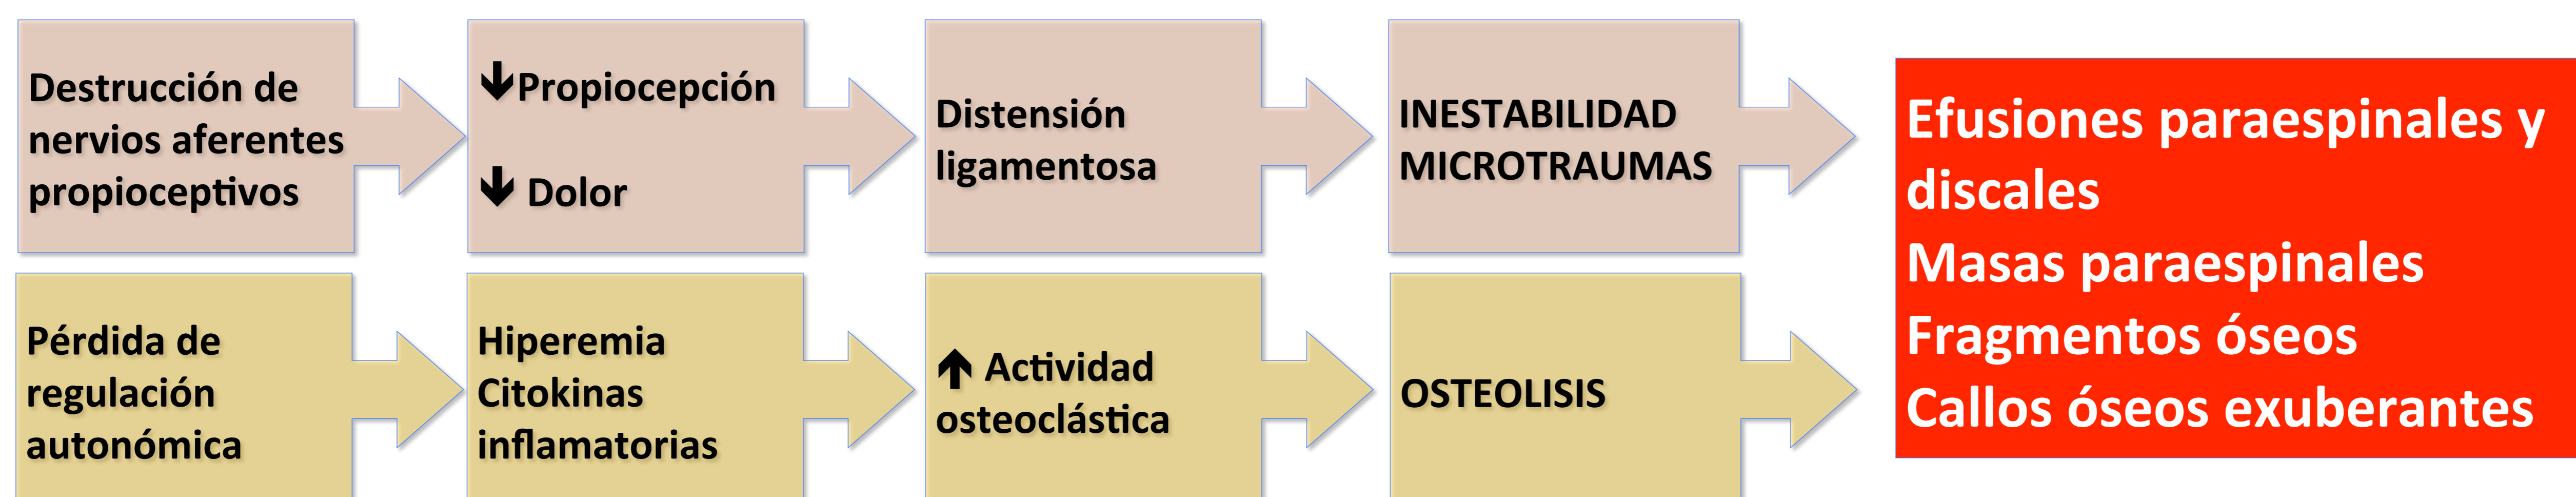 Destrucción de
nervios aferentes
propioceptivos
🡻Propiocepción
🡻 Dolor
Distensión
ligamentosa
INESTABILIDAD
MICROTRAUMAS
Pérdida de
regulación
autonómica
Hiperemia
Citokinas
inflamatorias
🡹 Actividad
osteoclástica
OSTEOLISIS
Efusiones paraespinales y
discales
Masas paraespinales
Fragmentos óseos
Callos óseos exuberantes